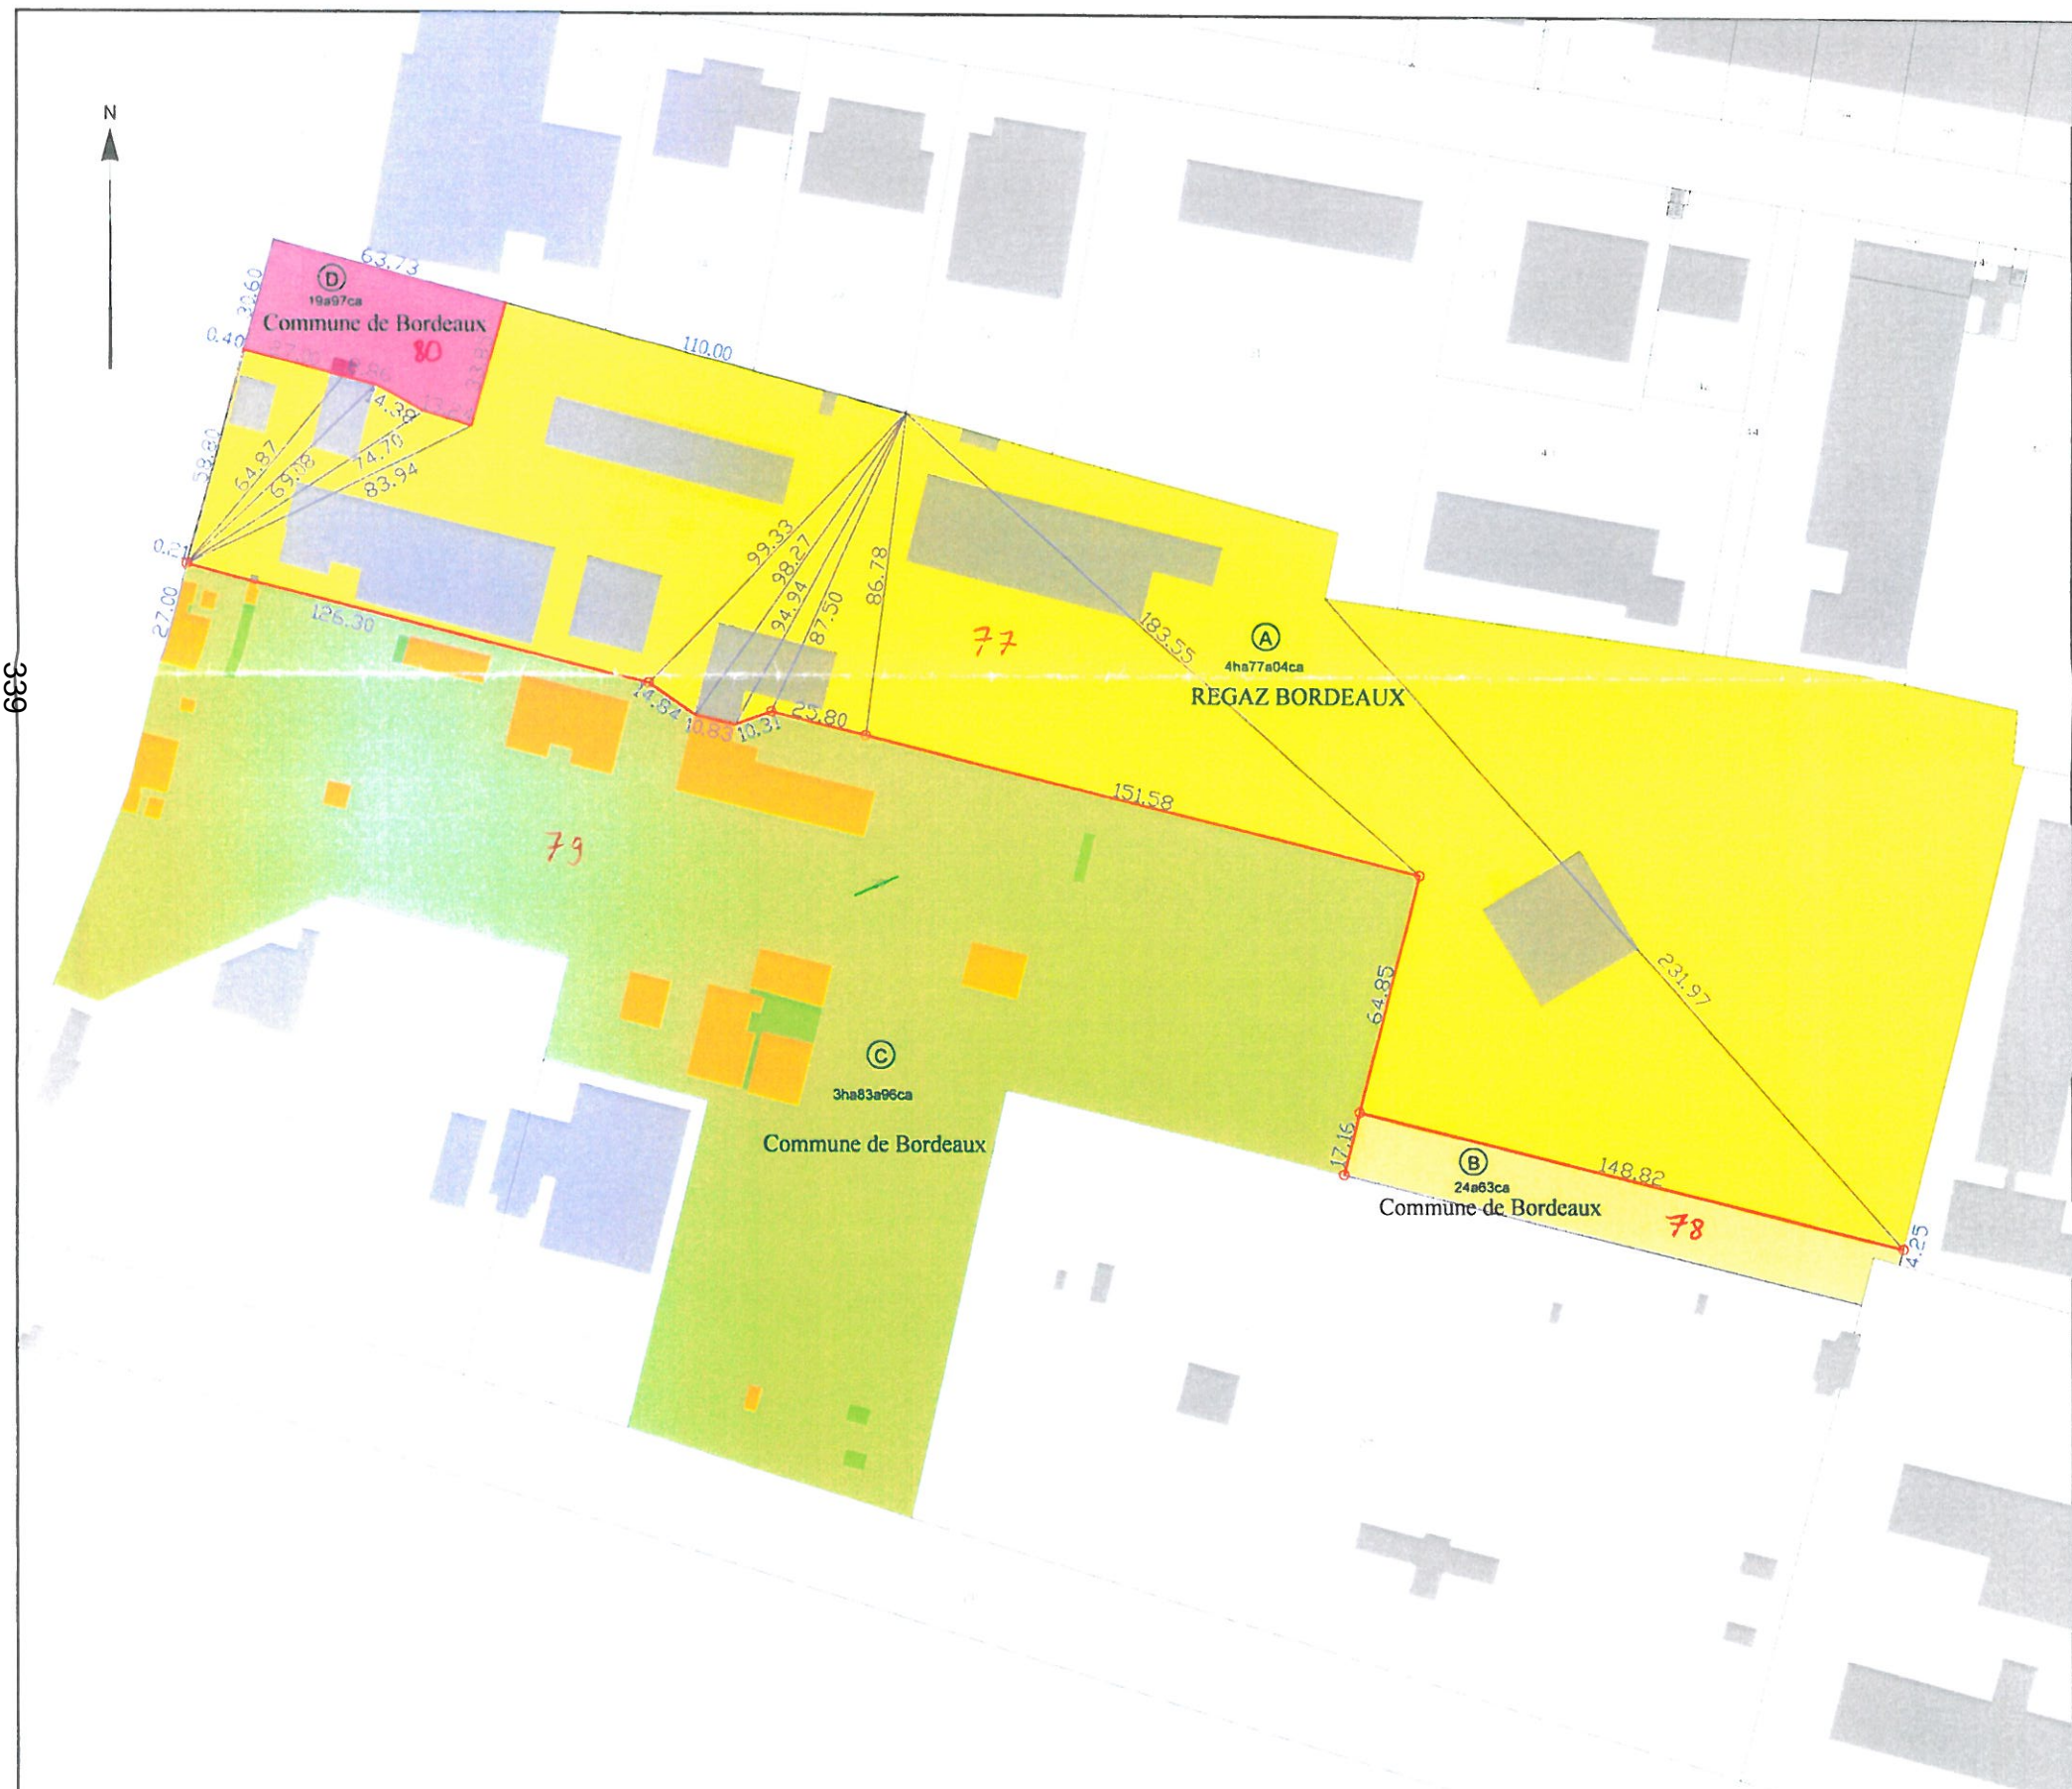 N
63.73
D
19a97ca
30.60
Commune de Bordeaux
80
0.40
110.00
14.38
58.80
64.87
69.08
74.70
83.94
0.21
27.00
126.30
99.33
98.27
94.94
87.50
86.78
77
183.55
A
4ha77a04ca
REGAZ BORDEAUX
339
14.84
10.83
10.31
25.80
151.58
79
64.85
231.97
C
3ha83a96ca
Commune de Bordeaux
17.16
B
24a63ca
148.82
Commune de Bordeaux
78
4.25